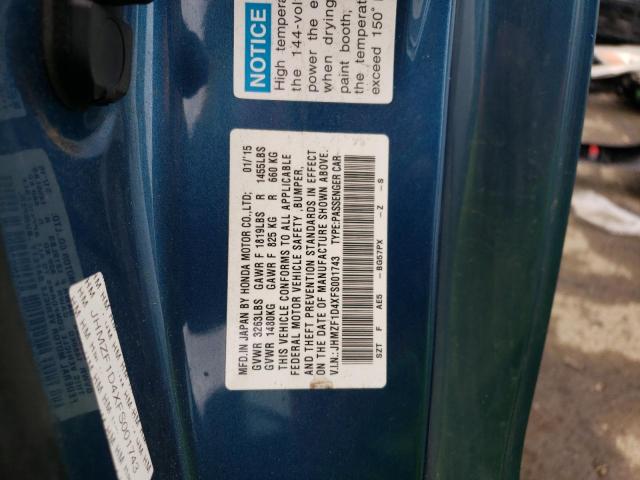 NOTICE
High tempera
the 144-vol
power the e
when drying
paint booth;
the temperat
exceed 150°
MFD.IN JAPAN BY HONDA MOTOR CO.,LTD; 01/'15
GVWR 3263LBS GAWR F 1819LBS R 1455LBS
GVWR 1480KG GAWR F 825 KG R 660 KG
THIS VEHICLE CONFORMS TO ALL APPLICABLE
FEDERAL MOTOR VEHICLE SAFETY ,BUMPER,
AND THEFT PREVENTION STANDARDS IN EFFECT
ON THE DATE OF MANUFACTURE SHOWN ABOVE.
V.I.N.:JHMZF1D4XFS001743 TYPE:PASSENGER CAR
SZT F AE5 - BG57PX - Z - S
JHMZF1D4XFS001743